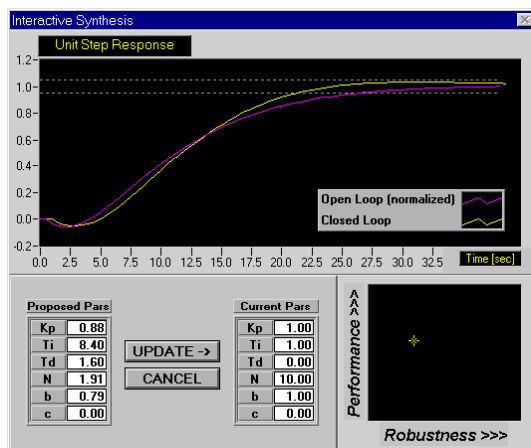 Interactive Synthesis
Unit Step Response
1.2
1.0
0.8
0.6
0.4
0.2
0.0
-0.2
0.0 2.5 5.0 7.5 10.0 12.5 15.0 17.5 20.0 22.5 25.0 27.5 30.0 32.5
Time [sec]
Open Loop (normalized)
Closed Loop
Proposed Pars
Kp 0.88
Ti 8.40
Td 1.60
N 1.91
b 0.79
c 0.00
UPDATE ->
CANCEL
Current Pars
Kp 1.00
Ti 1.00
Td 0.00
N 10.00
b 1.00
c 0.00
Performance >>>
Robustness >>>